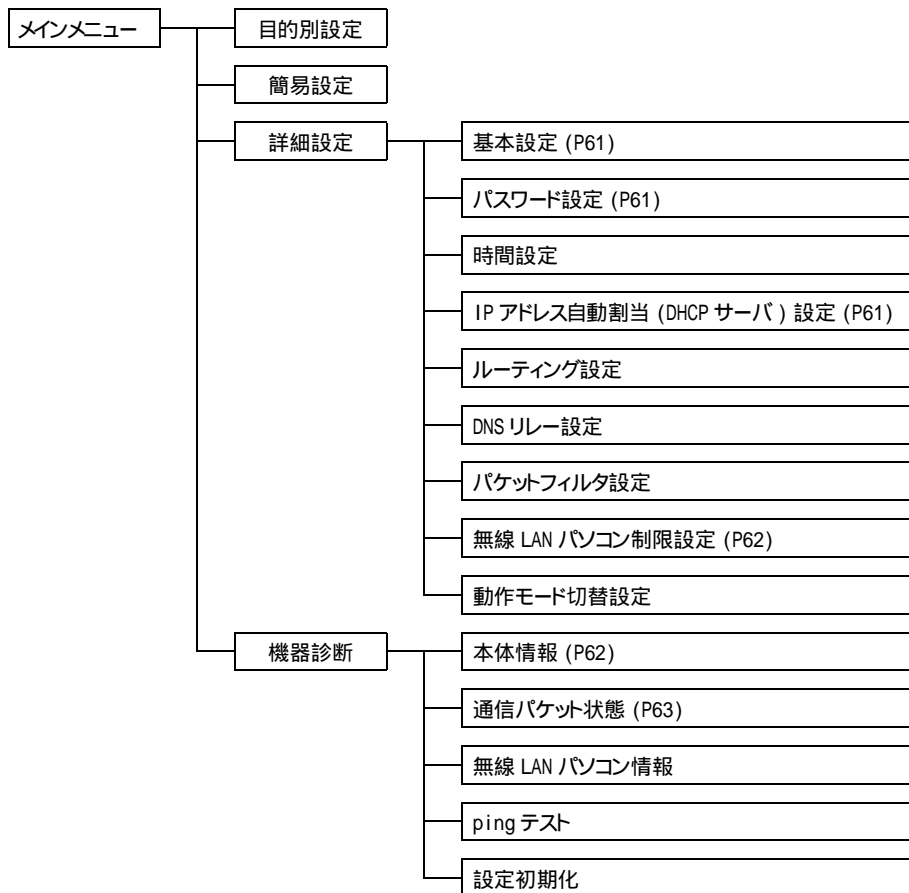 メインメニュー
目的別設定
簡易設定
詳細設定
基本設定 (P61)
パスワード設定 (P61)
時間設定
IP アドレス自動割当 (DHCP サーバ ) 設定 (P61)
ルーティング設定
DNS リレー設定
パケットフィルタ設定
無線 LAN パソコン制限設定 (P62)
動作モード切替設定
機器診断
本体情報 (P62)
通信パケット状態 (P63)
無線 LAN パソコン情報
ping テスト
設定初期化